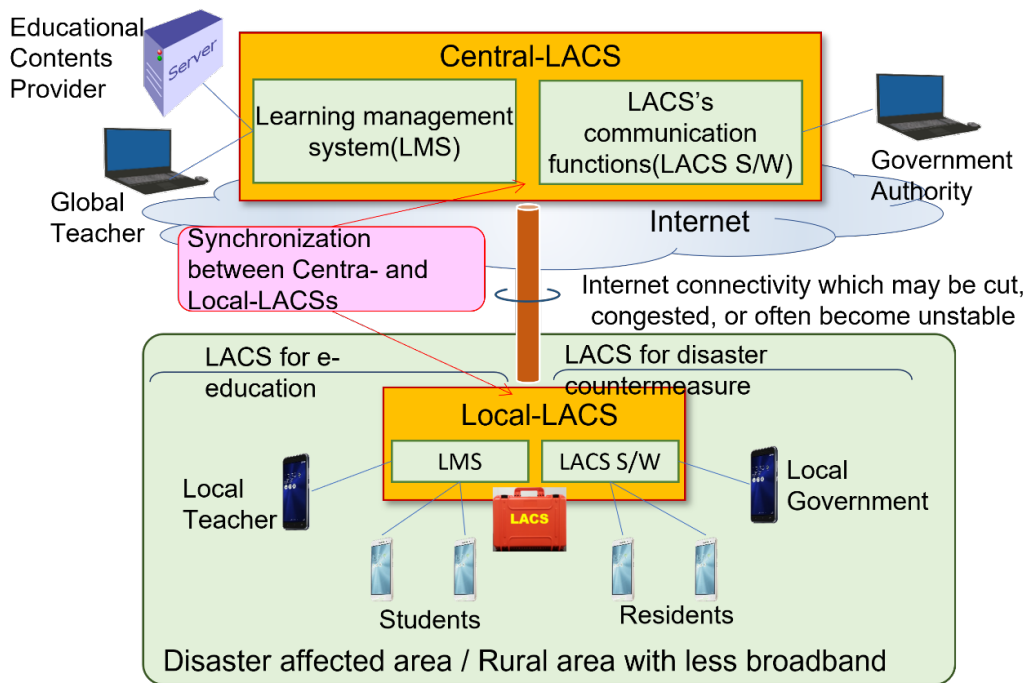 Educational
Contents
Provider
Server
Central-LACS
Learning management
system(LMS)
LACS's
communication
functions(LACS S/W)
Government
Authority
Global
Teacher
Internet
Synchronization
between Centra- and
Local-LACSs
Internet connectivity which may be cut,
congested, or often become unstable
LACS for e-
education
LACS for disaster
countermeasure
Local-LACS
LMS
LACS S/W
Local
Teacher
Local
Government
LACS
Students
Residents
Disaster affected area / Rural area with less broadband